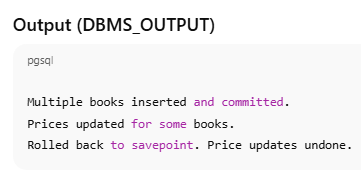 Output (DBMS_OUTPUT)
pgsql
Multiple books inserted and committed.
Prices updated for some books.
Rolled back to savepoint. Price updates undone.